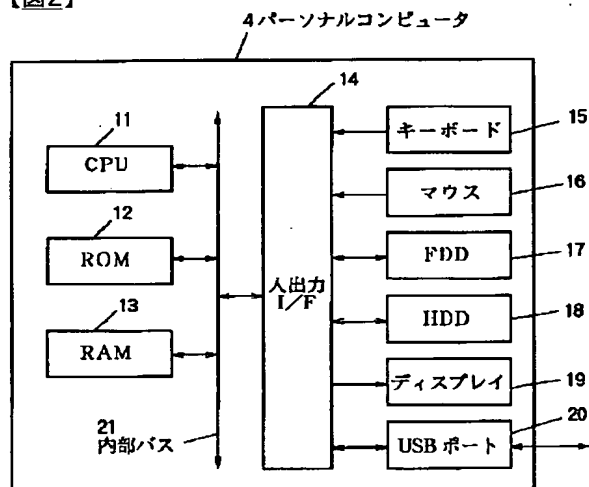 【図2】
4パーソナルコンピュータ
14
11
CPU
12
ROM
13
RAM
21
内部バス
入出力
I/F
キーボード
15
マウス
16
FDD
17
HDD
18
ディスプレイ
19
USBポート
20